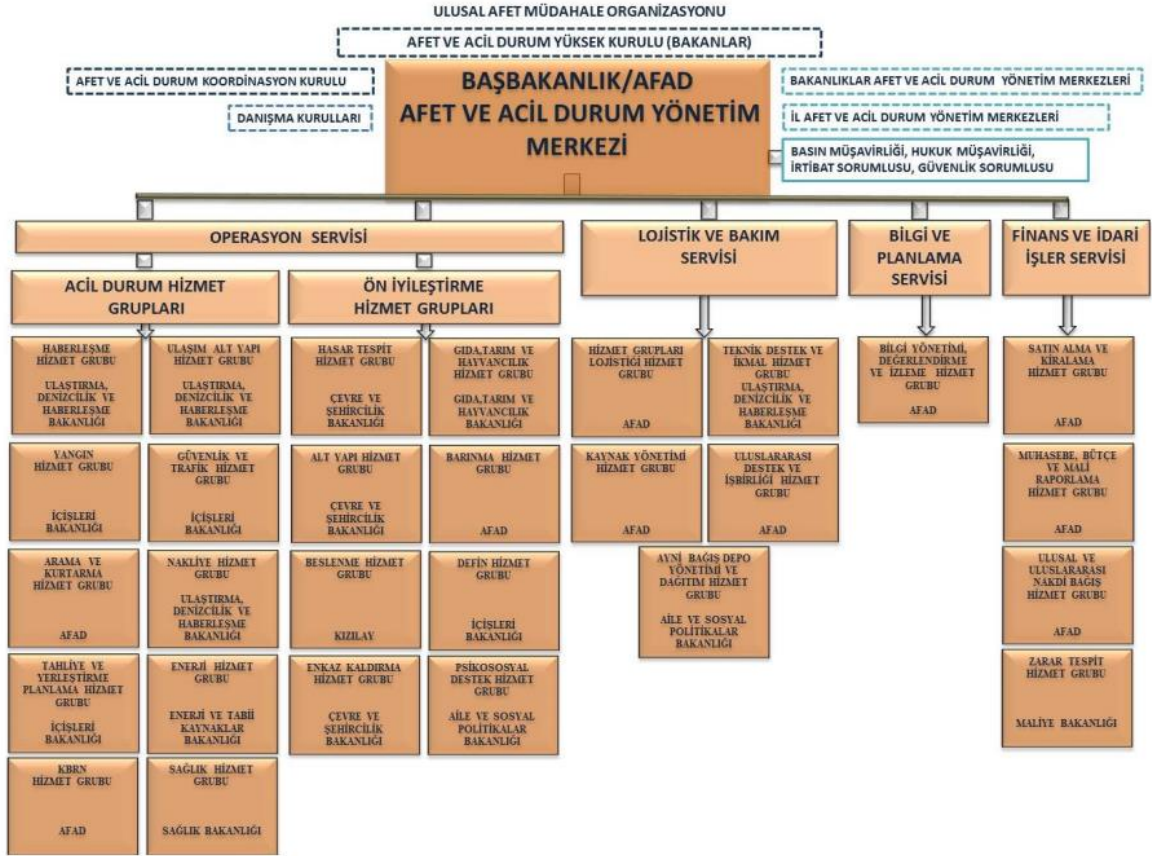 ULUSAL AFET MÜDAHALE ORGANİZASYONU
AFET VE ACİL DURUM YÜKSEK KURULU (BAKANLAR)
AFET VE ACİL DURUM KOORDİNASYON KURULU
DANIŞMA KURULLARI
BAŞBAKANLIK/AFAD
AFET VE ACİL DURUM YÖNETİM
MERKEZİ
BAKANLIKLAR AFET VE ACİL DURUM YÖNETİM MERKEZLERİ
İL AFET VE ACİL DURUM YÖNETİM MERKEZLERİ
BASIN MÜŞAVİRLİĞİ, HUKUK MÜŞAVİRLİĞİ,
İRTİBAT SORUMLUSU, GÜVENLİK SORUMLUSU
OPERASYON SERVİSİ
ACİL DURUM HİZMET
GRUPLARI
HABERLEŞME
HİZMET GRUBU
ULAŞTIRMA,
DENİZCİLİK VE
HABERLEŞME
BAKANLIĞI
ULAŞIM ALT YAPI
HİZMET GRUBU
ULAŞTIRMA,
DENİZCİLİK VE
HABERLEŞME
BAKANLIĞI
YANGIN
HİZMET GRUBU
İÇİŞLERİ
BAKANLIĞI
GÜVENLİK VE
TRAFİK HİZMET
GRUBU
İÇİŞLERİ
BAKANLIĞI
ARAMA VE
KURTARMA
HİZMET GRUBU
AFAD
NAKLİYE HİZMET
GRUBU
ULAŞTIRMA,
DENİZCİLİK VE
HABERLEŞME
BAKANLIĞI
TAHLİYE VE
YERLEŞTİRME
PLANLAMA HİZMET
GRUBU
İÇİŞLERİ
BAKANLIĞI
ENERJİ HİZMET
GRUBU
ENERJİ VE TABİİ
KAYNAKLAR
BAKANLIĞI
KBRN
HİZMET GRUBU
AFAD
SAĞLIK HİZMET
GRUBU
SAĞLIK BAKANLIĞI
ÖN İYİLEŞTİRME
HİZMET GRUPLARI
HASAR TESPİT
HİZMET GRUBU
ÇEVRE VE
ŞEHİRCİLİK
BAKANLIĞI
GIDA,TARIM VE
HAYVANCILIK
HİZMET GRUBU
GIDA,TARIM VE
HAYVANCILIK
BAKANLIĞI
ALT YAPI HİZMET
GRUBU
ÇEVRE VE
ŞEHİRCİLİK
BAKANLIĞI
BARINMA HİZMET
GRUBU
AFAD
BESLENME HİZMET
GRUBU
KIZILAY
DEFİN HİZMET
GRUBU
İÇİŞLERİ
BAKANLIĞI
ENKAZ KALDIRMA
HİZMET GRUBU
ÇEVRE VE
ŞEHİRCİLİK
BAKANLIĞI
PSİKOSOSYAL
DESTEK HİZMET
GRUBU
AİLE VE SOSYAL
POLİTİKALAR
BAKANLIĞI
LOJİSTİK VE BAKIM
SERVİSİ
HİZMET GRUPLARI
LOJİSTİĞİ HİZMET
GRUBU
AFAD
TEKNİK DESTEK VE
İKMAL HİZMET
GRUBU
ULAŞTIRMA,
DENİZCİLİK VE
HABERLEŞME
BAKANLIĞI
KAYNAK YÖNETİMİ
HİZMET GRUBU
AFAD
ULUSLARARASI
DESTEK VE
İŞBİRLİĞİ HİZMET
GRUBU
AFAD
AYNİ BAĞIŞ DEPO
YÖNETİMİ VE
DAĞITIM HİZMET
GRUBU
AİLE VE SOSYAL
POLİTİKALAR
BAKANLIĞI
BİLGİ VE
PLANLAMA
SERVİSİ
BİLGİ YÖNETİMİ,
DEĞERLENDİRME
VE İZLEME HİZMET
GRUBU
AFAD
FİNANS VE İDARİ
İŞLER SERVİSİ
SATIN ALMA VE
KİRALAMA
HİZMET GRUBU
AFAD
MUHASEBE, BÜTÇE
VE MALİ
RAPORLAMA
HİZMET GRUBU
AFAD
ULUSAL VE
ULUSLARARASI
NAKDİ BAĞIŞ
HİZMET GRUBU
AFAD
ZARAR TESPİT
HİZMET GRUBU
MALİYE BAKANLIĞI